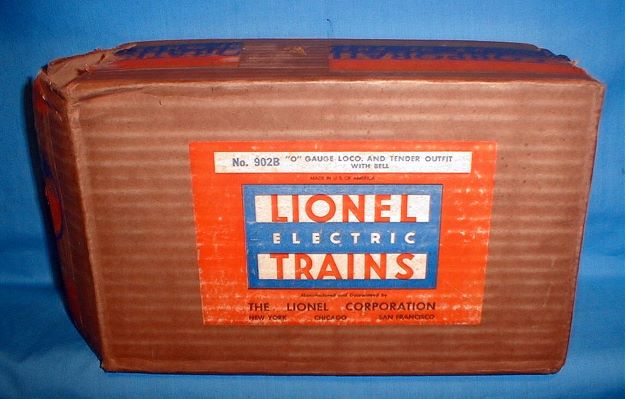 No. 902B "O" GAUGE LOCO. AND TENDER OUTFIT
WITH BELL
MADE IN U.S. OF AMERICA
LIONEL
ELECTRIC
TRAINS
Manufactured and Guaranteed by
THE LIONEL CORPORATION
NEW YORK CHICAGO SAN FRANCISCO